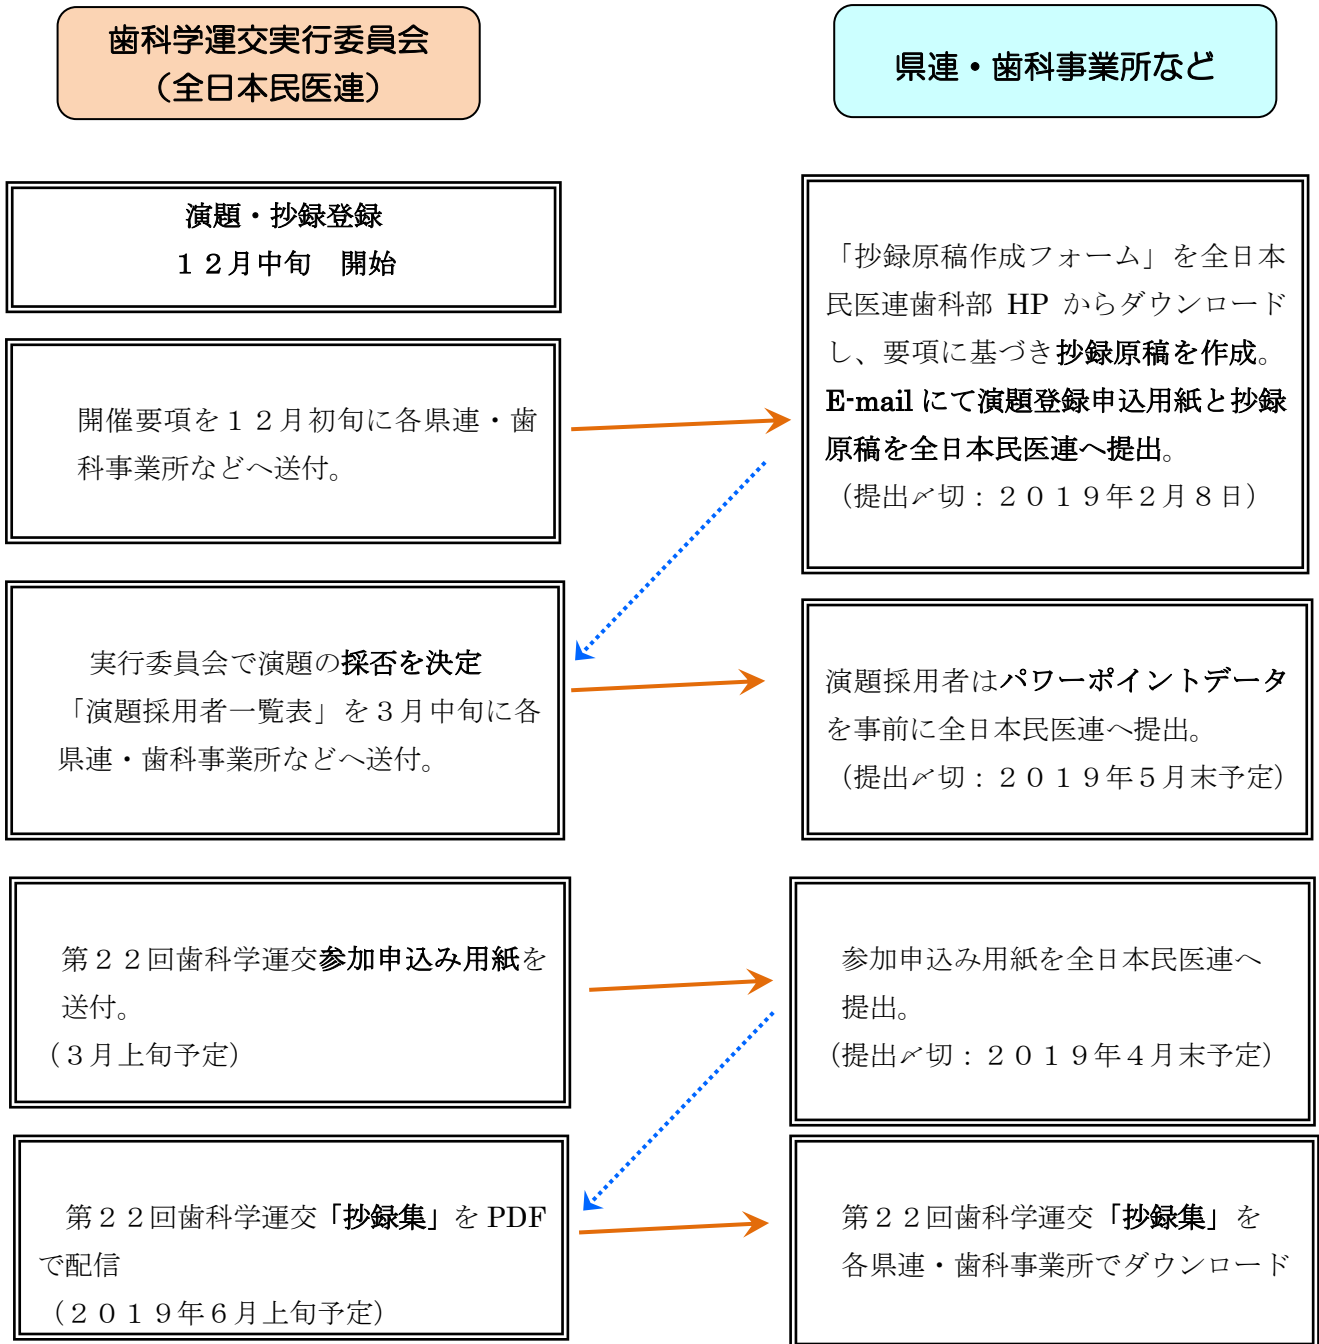 歯科学運交実行委員会
（全日本民医連）
県連・歯科事業所など
演題・抄録登録
１２月中旬　開始
「抄録原稿作成フォーム」を全日本
民医連歯科部 HP からダウンロード
し、要項に基づき抄録原稿を作成。
E-mail にて演題登録申込用紙と抄録
原稿を全日本民医連へ提出。
（提出〆切：２０１９年２月８日）
開催要項を１２月初旬に各県連・歯
科事業所などへ送付。
実行委員会で演題の採否を決定
「演題採用者一覧表」を３月中旬に各
県連・歯科事業所などへ送付。
演題採用者はパワーポイントデータ
を事前に全日本民医連へ提出。
（提出〆切：２０１９年５月末予定）
第２２回歯科学運交参加申込み用紙を
送付。
（３月上旬予定）
参加申込み用紙を全日本民医連へ
提出。
（提出〆切：２０１９年４月末予定）
第２２回歯科学運交「抄録集」を PDF
で配信
（２０１９年６月上旬予定）
第２２回歯科学運交「抄録集」を
各県連・歯科事業所でダウンロード